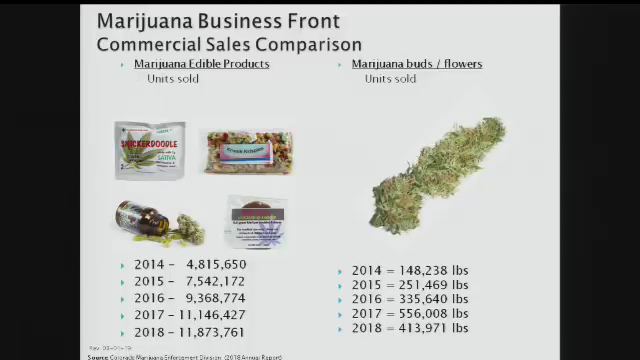 Marijuana Business Front
Commercial Sales Comparison
Marijuana Edible Products
Units sold
Marijuana buds / flowers
Units sold
SNICKERDOODLE
SATIVA
2014 - 4,815,650
2015 - 7,542,172
2016 - 9,368,774
2017 - 11,146,427
2018 - 11,873,761
2014 = 148,238 lbs
2015 = 251,469 lbs
2016 = 335,640 lbs
2017 = 556,008 lbs
2018 = 413,971 lbs
Source Colorado Marijuana Enforcement Division (2018 Annual Report)